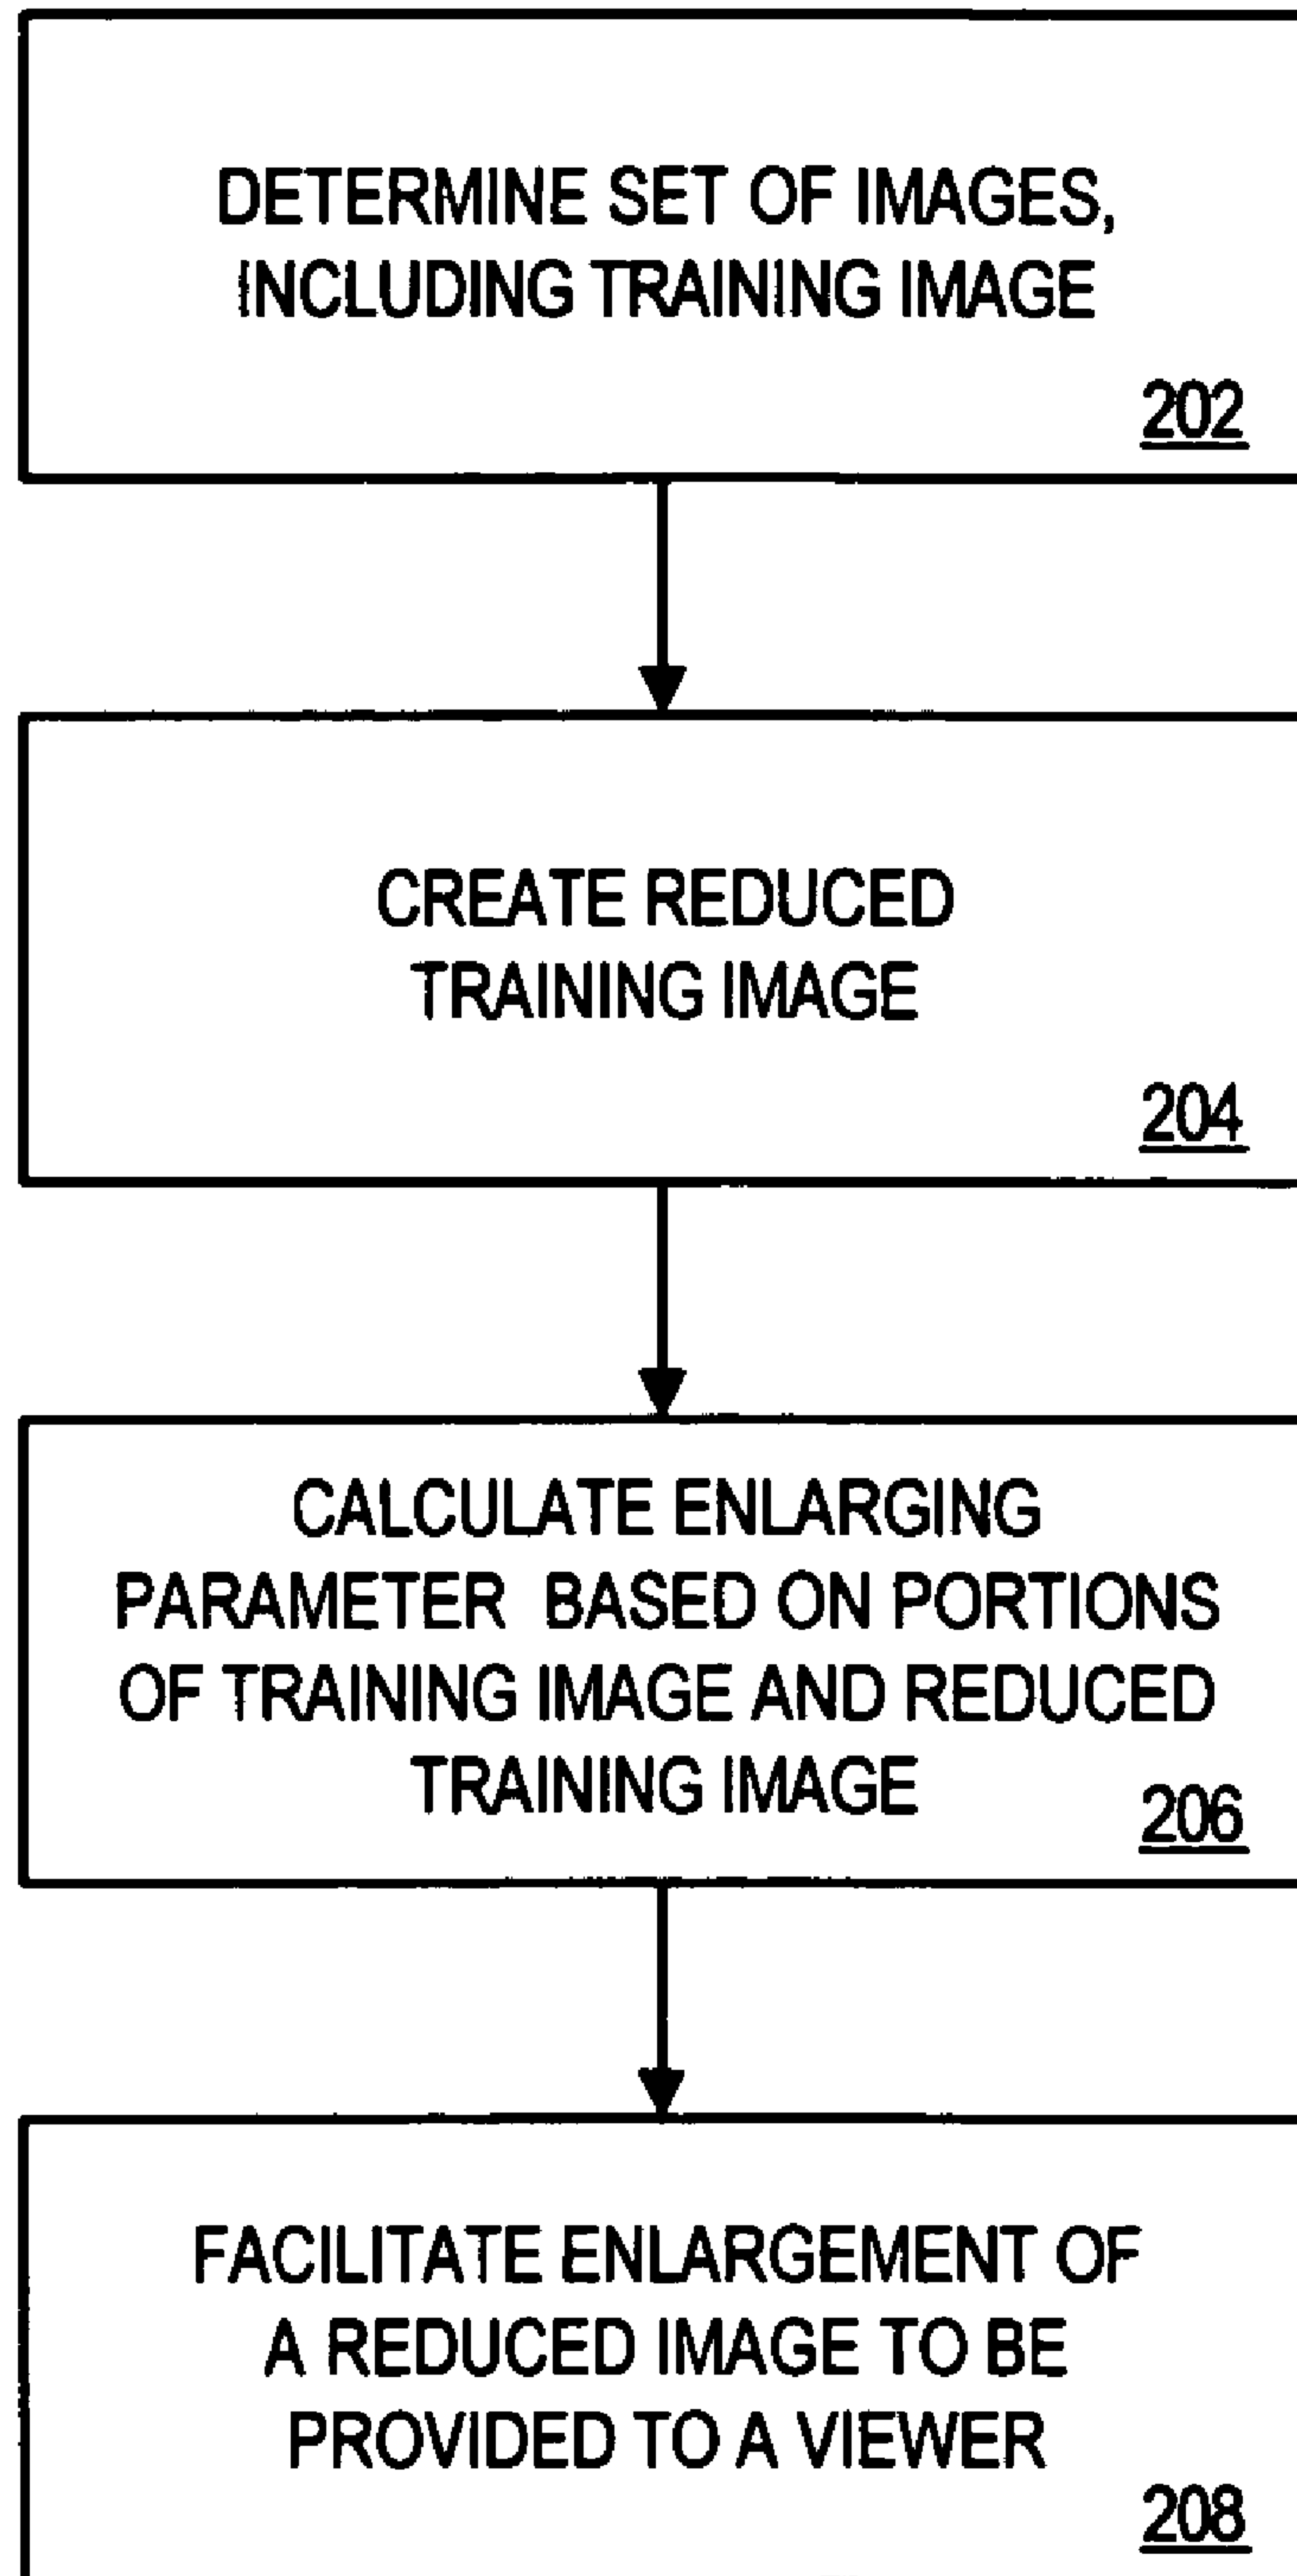 DETERMINE SET OF IMAGES,
INCLUDING TRAINING IMAGE
202
CREATE REDUCED
TRAINING IMAGE
204
CALCULATE ENLARGING
PARAMETER BASED ON PORTIONS
OF TRAINING IMAGE AND REDUCED
TRAINING IMAGE
206
FACILITATE ENLARGEMENT OF
A REDUCED IMAGE TO BE
PROVIDED TO A VIEWER
208